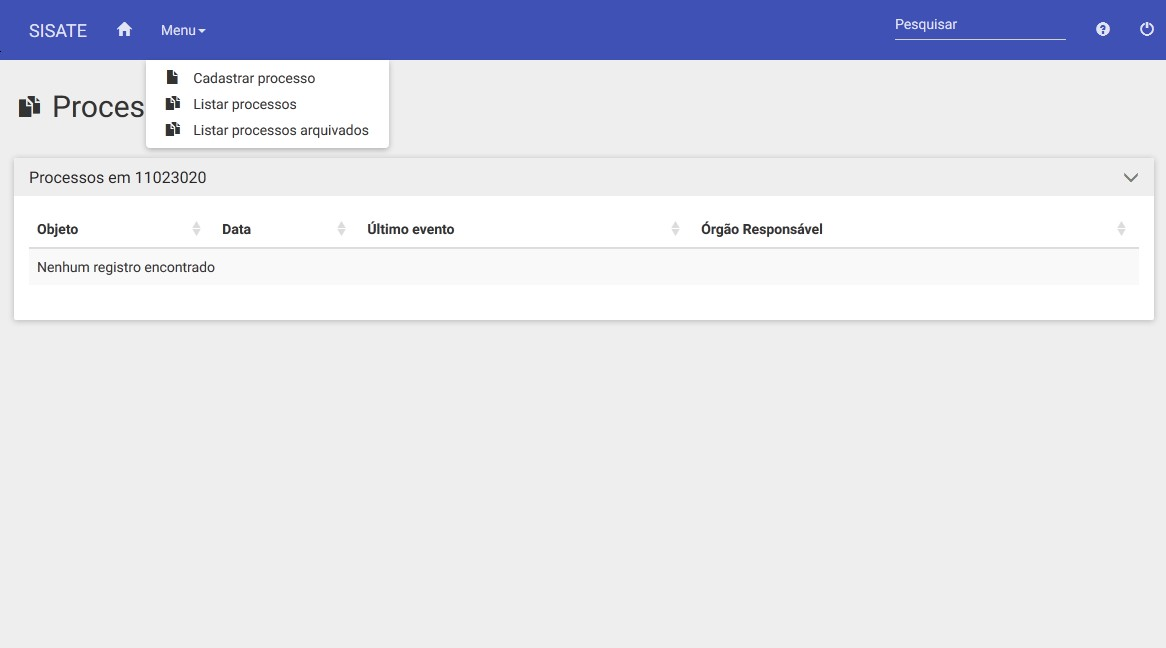 SISATE Menu Pesquisar
Cadastrar processo
Listar processos
Listar processos arquivados
Proces
Processos em 11023020
Objeto Data Último evento Órgão Responsável
Nenhum registro encontrado